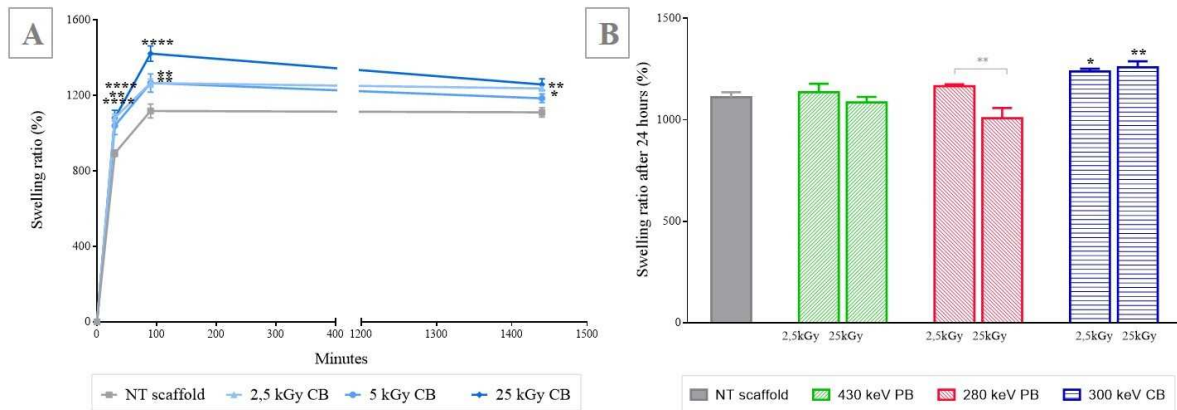 A
Swelling ratio (%)
1600
1200
800
400
0
****
****
**
****
**
**
**
*
0 100 200 300 400 1200 1300 1400 1500
Minutes
NT scaffold 2,5 kGy CB 5 kGy CB 25 kGy CB
B
Swelling ratio after 24 hours (%)
1500
1000
500
0
**
*
**
2,5kGy 25kGy 2,5kGy 25kGy 2,5kGy 25kGy
NT scaffold 430 keV PB 280 keV PB 300 keV CB